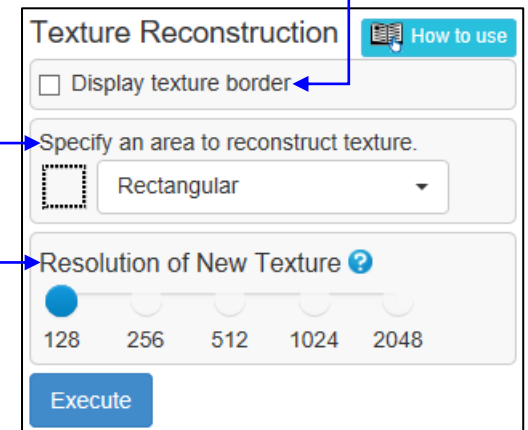 Texture Reconstruction
How to use
Display texture border
Specify an area to reconstruct texture.
Rectangular
Resolution of New Texture ?
128 256 512 1024 2048
Execute